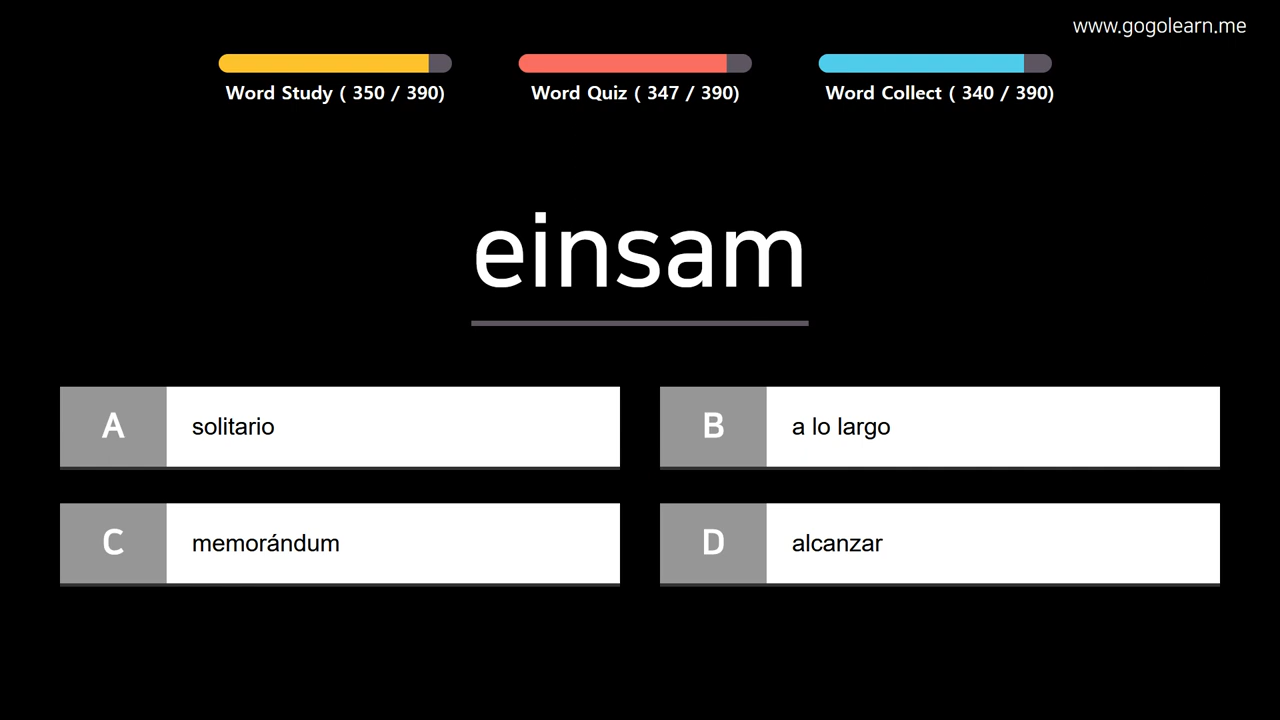 www.gogolearn.me
Word Study ( 350 / 390)
Word Quiz ( 347 / 390)
Word Collect ( 340 / 390)
einsam
A solitario
B a lo largo
C memorándum
D alcanzar